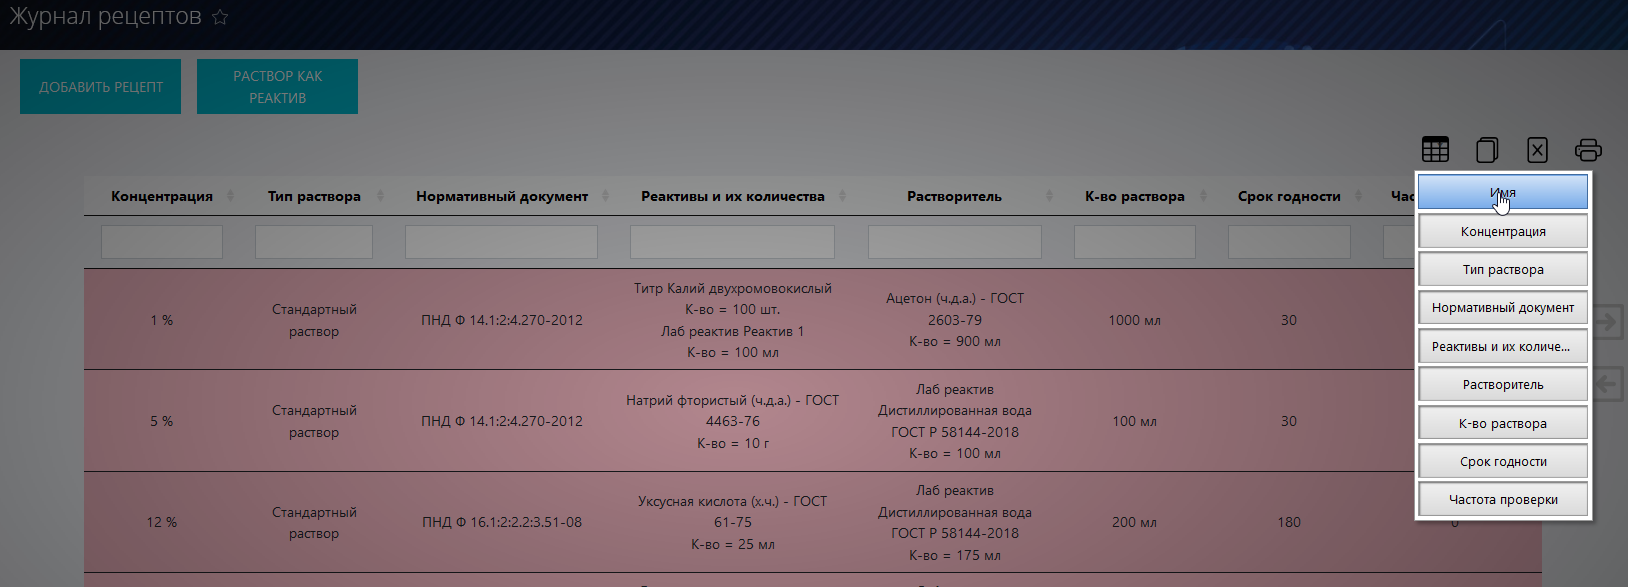 Журнал рецептов
ДОБАВИТЬ РЕЦЕПТ
РАСТВОР КАК
РЕАКТИВ
Концентрация Тип раствора Нормативный документ Реактивы и их количества Растворитель К-во раствора Срок годности Час
1 %
Стандартный
раствор
ПНД Ф 14.1:2:4.270-2012
Титр Калий двухромовокислый
К-во = 100 шт.
Лаб реактив Реактив 1
К-во = 100 мл
Ацетон (ч.д.а.) - ГОСТ
2603-79
К-во = 900 мл
1000 мл
30
5 %
Стандартный
раствор
ПНД Ф 14.1:2:4.270-2012
Натрий фтористый (ч.д.а.) - ГОСТ
4463-76
К-во = 10 г
Лаб реактив
Дистиллированная вода
ГОСТ Р 58144-2018
К-во = 100 мл
100 мл
30
12 %
Стандартный
раствор
ПНД Ф 16.1:2:2.2:3.51-08
Уксусная кислота (х.ч.) - ГОСТ
61-75
К-во = 25 мл
Лаб реактив
Дистиллированная вода
ГОСТ Р 58144-2018
К-во = 175 мл
200 мл
180
Имя
Концентрация
Тип раствора
Нормативный документ
Реактивы и их количе...
Растворитель
К-во раствора
Срок годности
Частота проверки